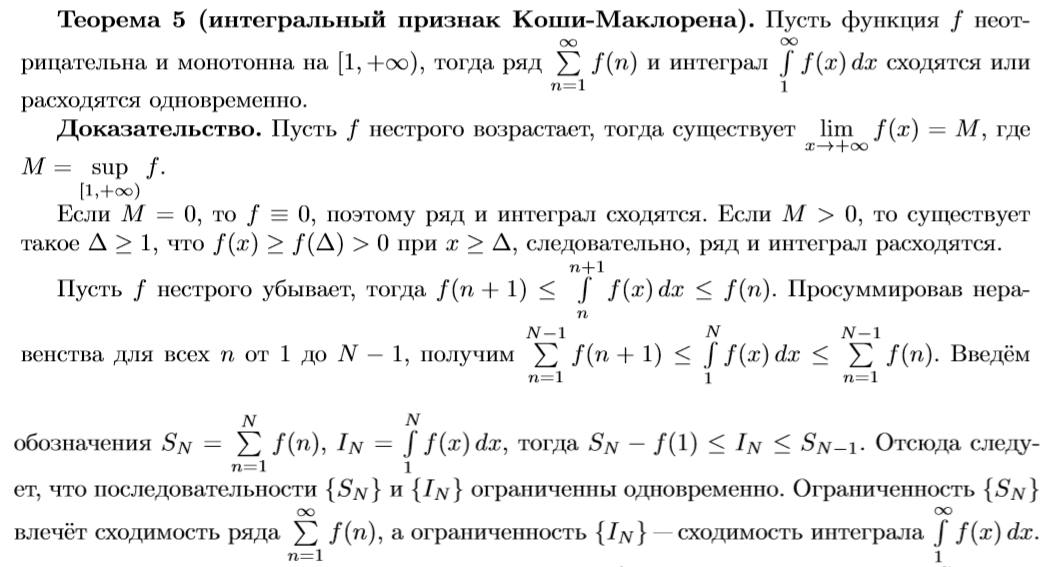 Теорема 5 (интегральный признак Коши-Маклорена). Пусть функция $f$ неот-
рицательна и монотонна на $[1, +\infty)$, тогда ряд $\sum\limits_{n=1}^{\infty} f(n)$ и интеграл $\int\limits_{1}^{\infty} f(x)\,dx$ сходятся или
расходятся одновременно.
Доказательство. Пусть $f$ нестрого возрастает, тогда существует $\lim\limits_{x \to +\infty} f(x) = M$, где
$M = \sup\limits_{[1,+\infty)} f$.
Если $M = 0$, то $f \equiv 0$, поэтому ряд и интеграл сходятся. Если $M > 0$, то существует
такое $\Delta \geq 1$, что $f(x) \geq f(\Delta) > 0$ при $x \geq \Delta$, следовательно, ряд и интеграл расходятся.
Пусть $f$ нестрого убывает, тогда $f(n+1) \leq \int\limits_{n}^{n+1} f(x)\,dx \leq f(n)$. Просуммировав нера-
венства для всех $n$ от 1 до $N-1$, получим $\sum\limits_{n=1}^{N-1} f(n+1) \leq \int\limits_{1}^{N} f(x)\,dx \leq \sum\limits_{n=1}^{N-1} f(n)$. Введём
обозначения $S_N = \sum\limits_{n=1}^{N} f(n)$, $I_N = \int\limits_{1}^{N} f(x)\,dx$, тогда $S_N - f(1) \leq I_N \leq S_{N-1}$. Отсюда следу-
ет, что последовательности $\{S_N\}$ и $\{I_N\}$ ограниченны одновременно. Ограниченность $\{S_N\}$
влечёт сходимость ряда $\sum\limits_{n=1}^{\infty} f(n)$, а ограниченность $\{I_N\}$ — сходимость интеграла $\int\limits_{1}^{\infty} f(x)\,dx$.